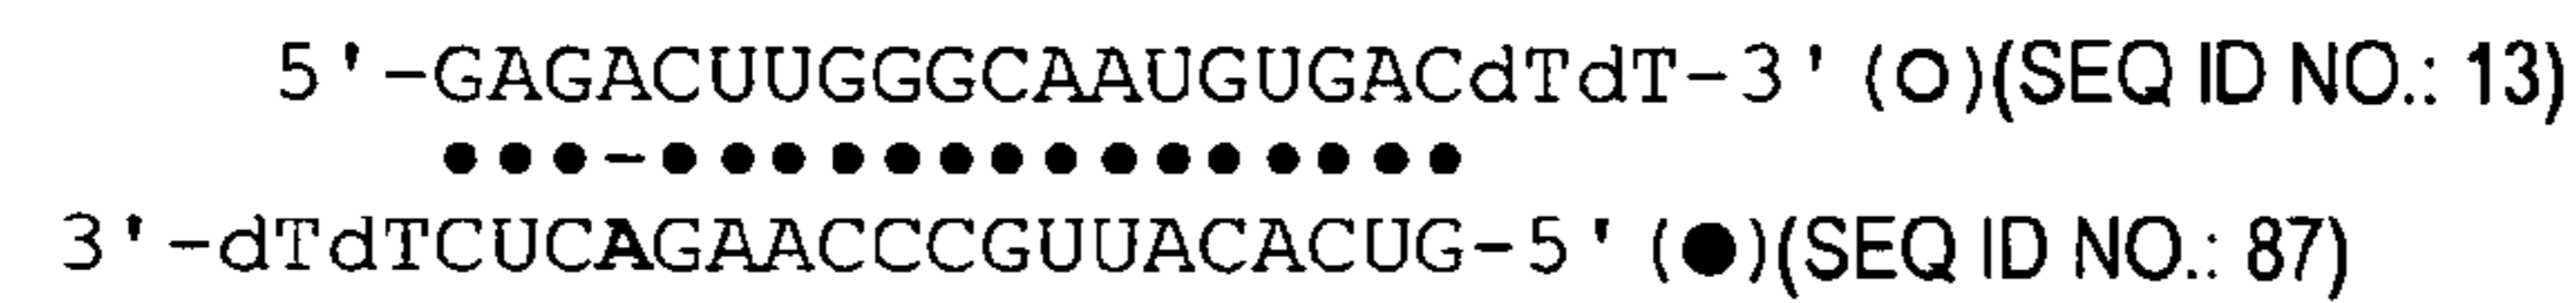 5'-GAGACUUGGGCAAUGUGACdTdT-3' (O)(SEQ ID NO.: 13)
●●●-●●●●●●●●●●●●●●●
3'-dTdTCUCAGAACCCGUUACACUG-5' (●)(SEQ ID NO.: 87)